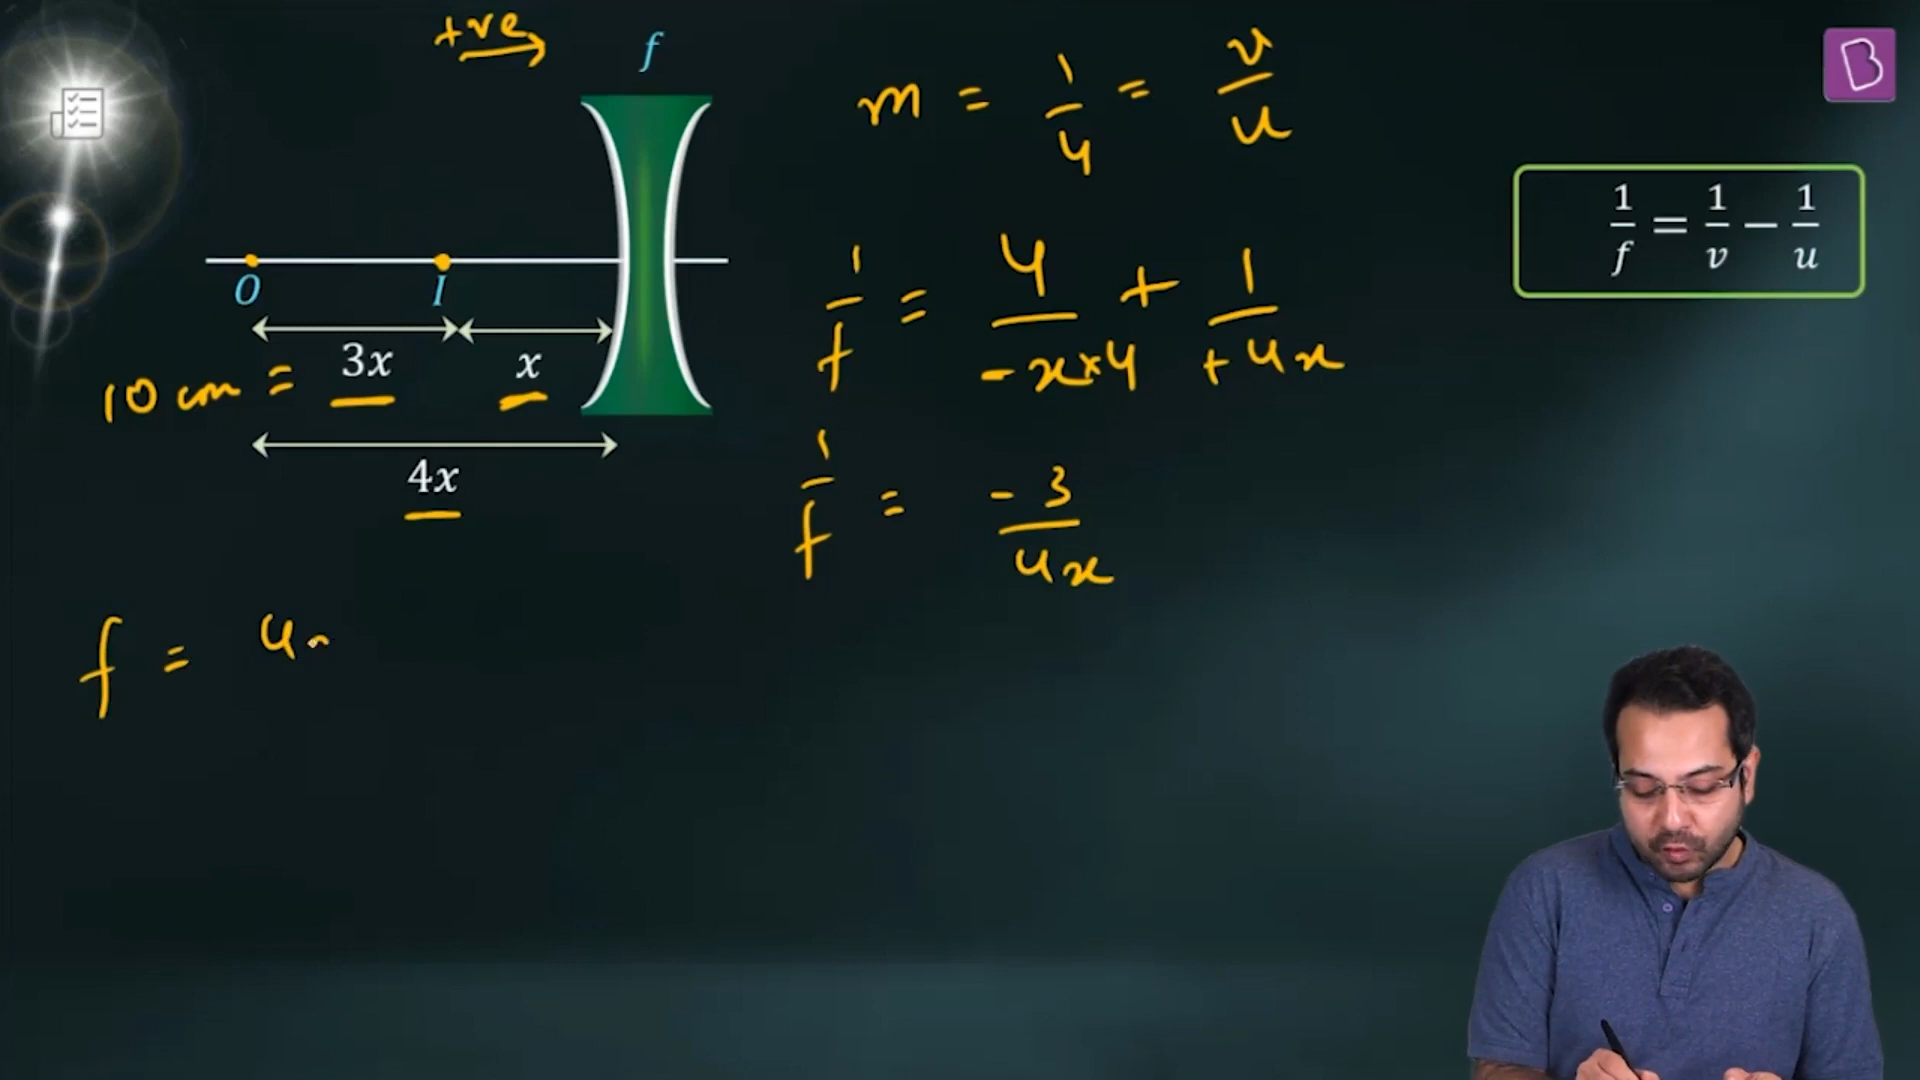 +ve
f
m = 1/4 = v/u
1/f = 1/v − 1/u
O I
1/f = 4/-x×4 + 1/+4x
10 cm = 3x x
4x
1/f = -3/4x
f = 4
B